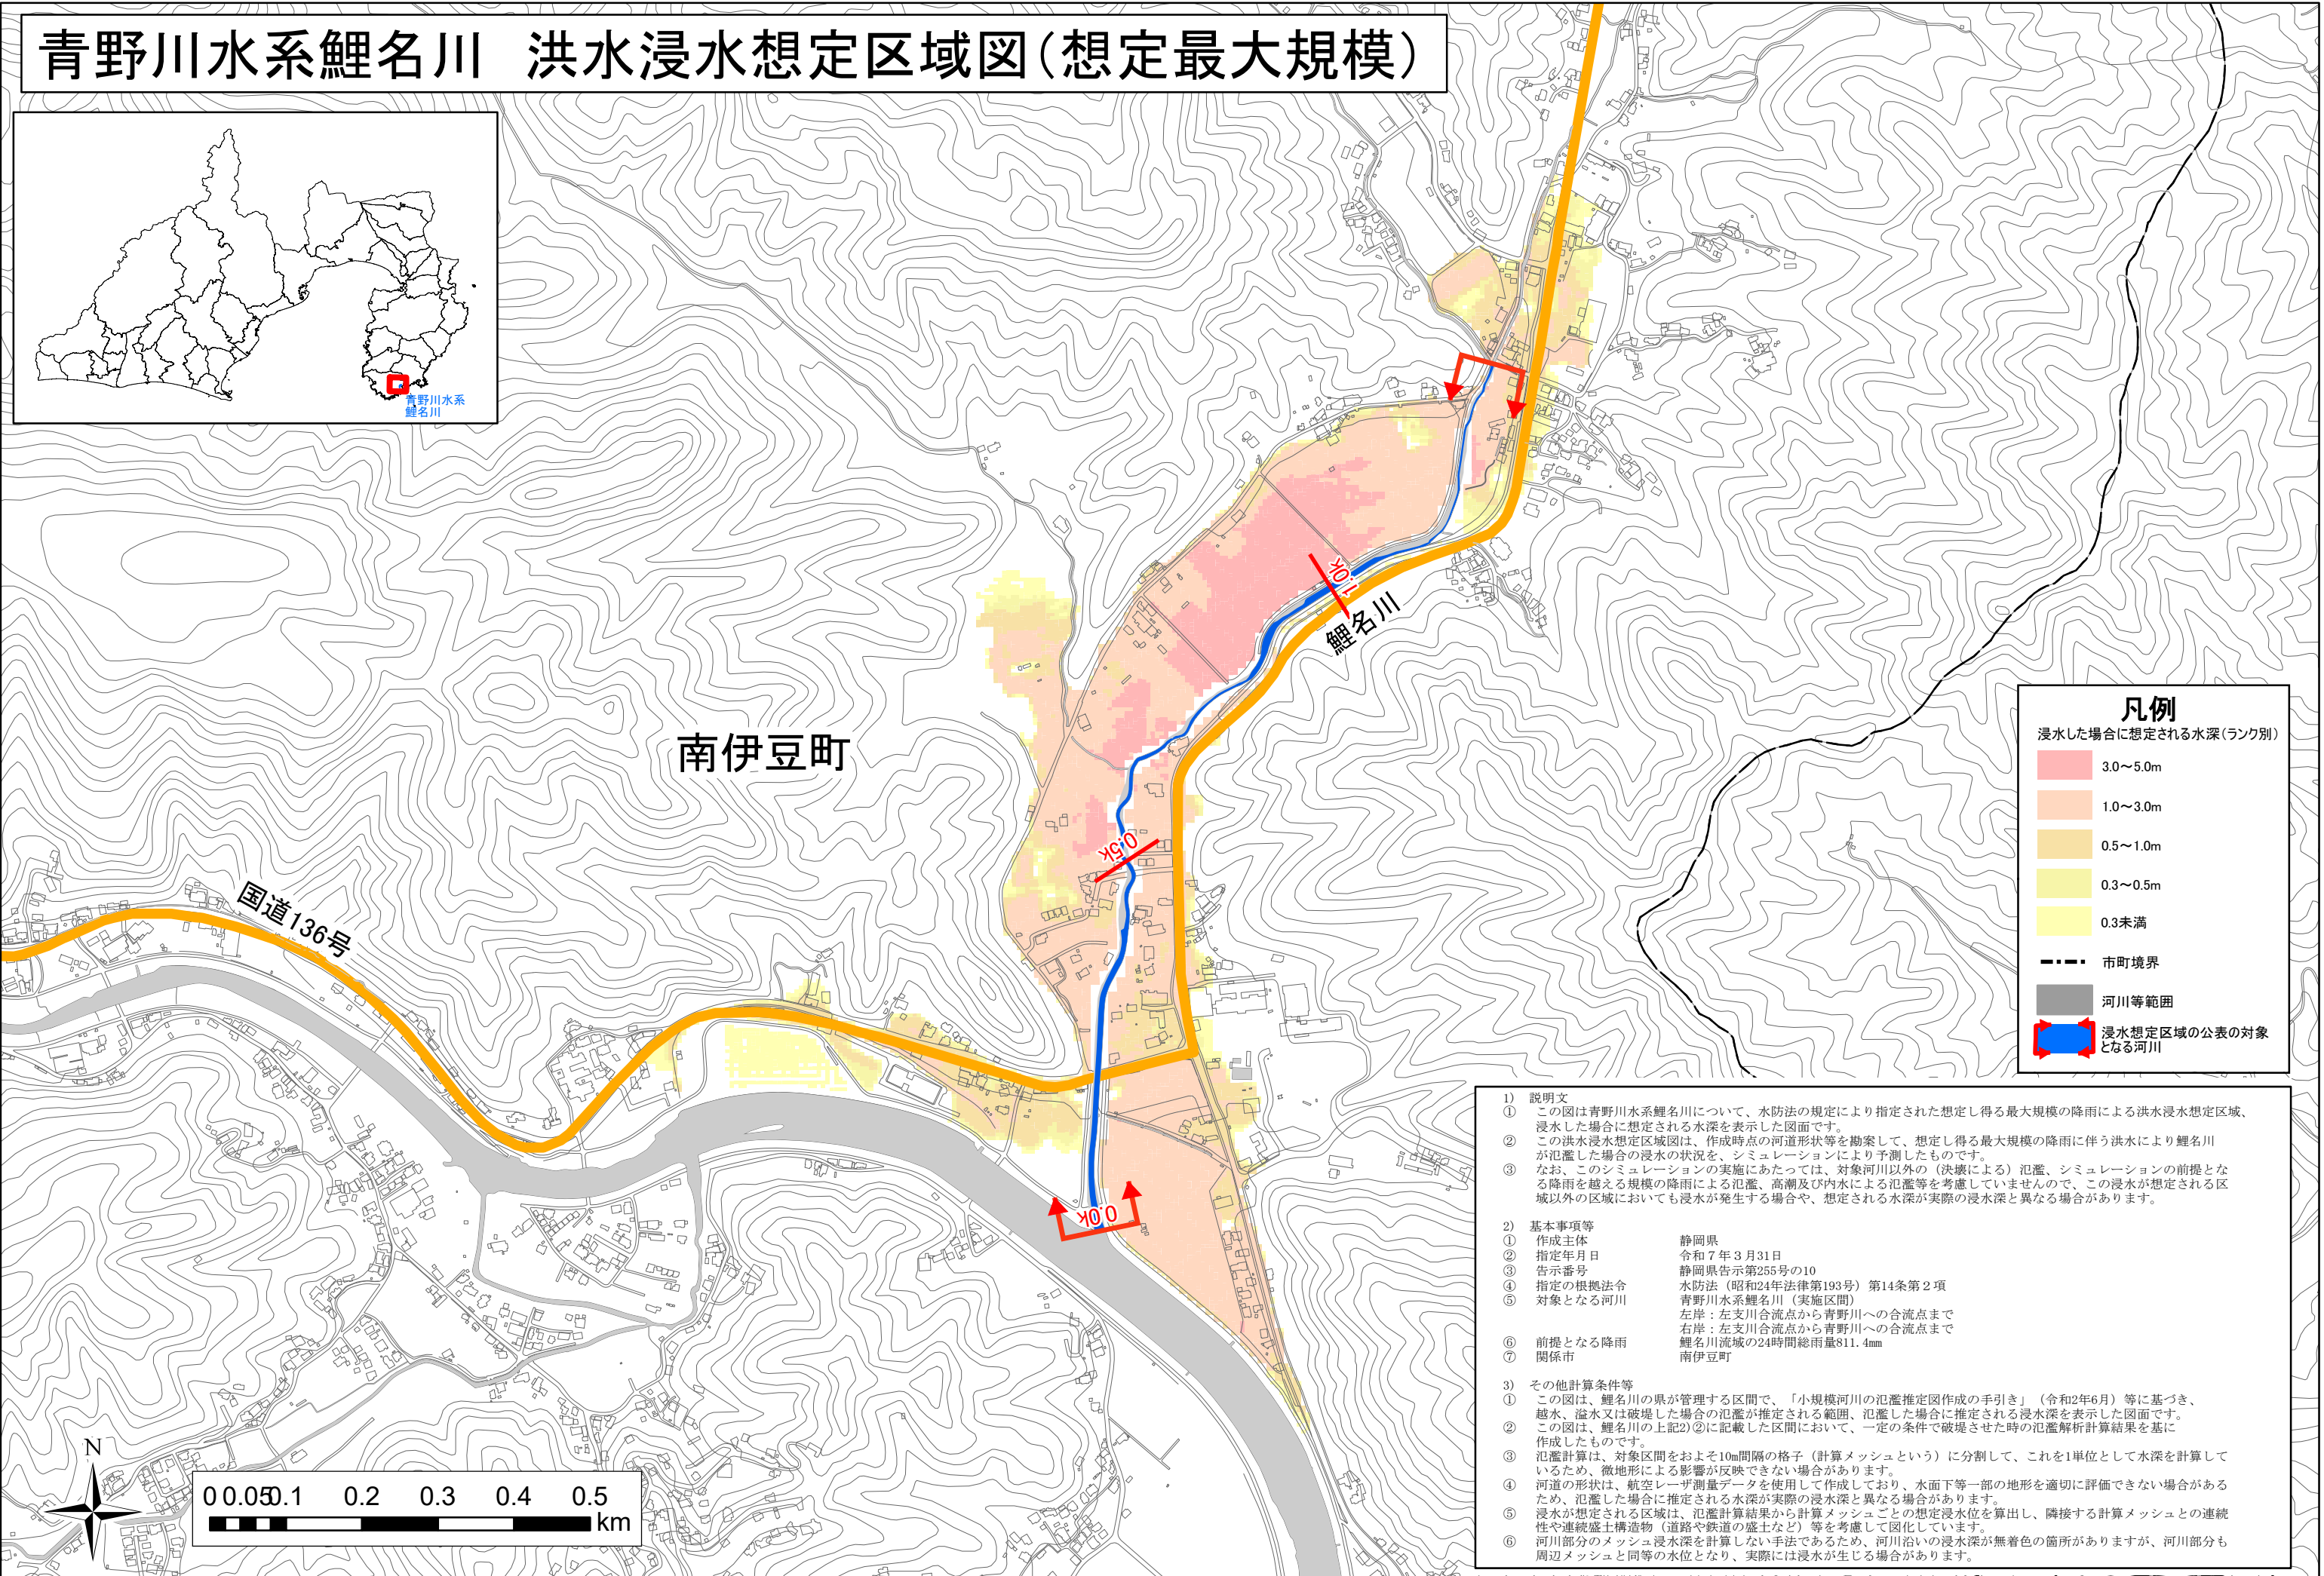 青野川水系鯉名川　洪水浸水想定区域図（想定最大規模）
青野川水系
鯉名川
1.0k
鯉名川
南伊豆町
0.5k
国道136号
0.0k
凡例
浸水した場合に想定される水深（ランク別）
3.0～5.0m
1.0～3.0m
0.5～1.0m
0.3～0.5m
0.3未満
市町境界
河川等範囲
浸水想定区域の公表の対象
となる河川
1)　説明文
①　この図は青野川水系鯉名川について、水防法の規定により指定された想定し得る最大規模の降雨による洪水浸水想定区域、
浸水した場合に想定される水深を表示した図面です。
②　この洪水浸水想定区域図は、作成時点の河道形状等を勘案して、想定し得る最大規模の降雨に伴う洪水により鯉名川
が氾濫した場合の浸水の状況を、シミュレーションにより予測したものです。
③　なお、このシミュレーションの実施にあたっては、対象河川以外の（決壊による）氾濫、シミュレーションの前提とな
る降雨を越える規模の降雨による氾濫、高潮及び内水による氾濫等を考慮していませんので、この浸水が想定される区
域以外の区域においても浸水が発生する場合や、想定される水深が実際の浸水深と異なる場合があります。
2)　基本事項等
①　作成主体　静岡県
②　指定年月日　令和７年３月31日
③　告示番号　静岡県告示第255号の10
④　指定の根拠法令　水防法（昭和24年法律第193号）第14条第２項
⑤　対象となる河川　青野川水系鯉名川（実施区間）
左岸：左支川合流点から青野川への合流点まで
右岸：左支川合流点から青野川への合流点まで
⑥　前提となる降雨　鯉名川流域の24時間総雨量811.4mm
⑦　関係市　南伊豆町
3)　その他計算条件等
①　この図は、鯉名川の県が管理する区間で、「小規模河川の氾濫推定図作成の手引き」（令和2年6月）等に基づき、
越水、溢水又は破堤した場合の氾濫が推定される範囲、氾濫した場合に推定される浸水深を表示した図面です。
②　この図は、鯉名川の上記2)②に記載した区間において、一定の条件で破堤させた時の氾濫解析計算結果を基に
作成したものです。
③　氾濫計算は、対象区間をおよそ10m間隔の格子（計算メッシュという）に分割して、これを1単位として水深を計算して
いるため、微地形による影響が反映できない場合があります。
④　河道の形状は、航空レーザ測量データを使用して作成しており、水面下等一部の地形を適切に評価できない場合がある
ため、氾濫した場合に推定される水深が実際の浸水深と異なる場合があります。
⑤　浸水が想定される区域は、氾濫計算結果から計算メッシュごとの想定浸水位を算出し、隣接する計算メッシュとの連続
性や連続盛土構造物（道路や鉄道の盛土など）等を考慮して図化しています。
⑥　河川部分のメッシュ浸水深を計算しない手法であるため、河川沿いの浸水深が無着色の箇所がありますが、河川部分も
周辺メッシュと同等の水位となり、実際には浸水が生じる場合があります。
N
0 0.05 0.1 0.2 0.3 0.4 0.5
km